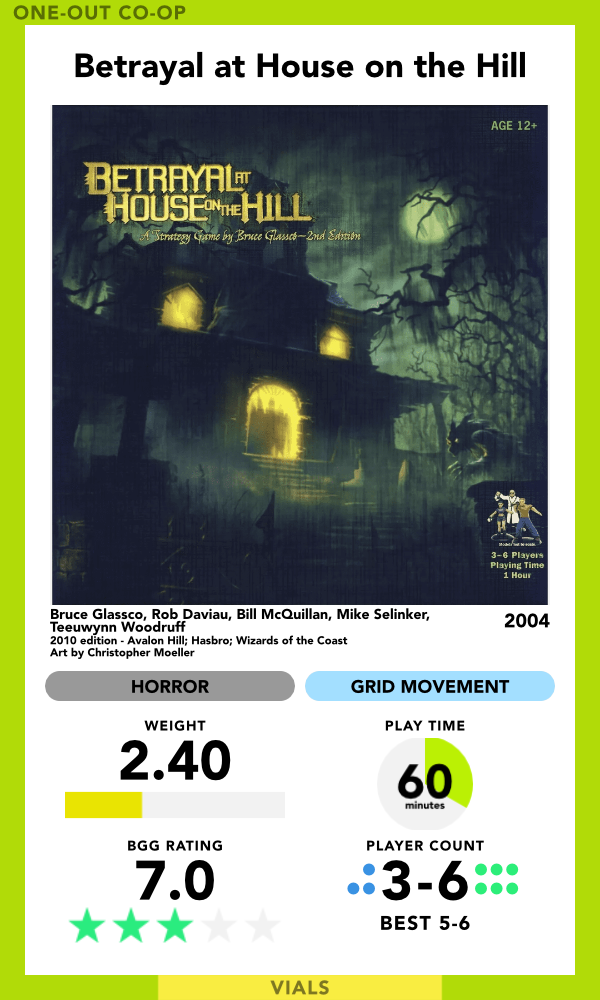 ONE-OUT CO-OP
Betrayal at House on the Hill
AGE 12+
BETRAYAL AT
HOUSE ON THE HILL
A Strategy Game by Bruce Glassco—2nd Edition
Models not to scale.
3-6 Players
Playing Time
1 Hour
Bruce Glassco, Rob Daviau, Bill McQuillan, Mike Selinker,
Teeuwynn Woodruff
2004
2010 edition - Avalon Hill; Hasbro; Wizards of the Coast
Art by Christopher Moeller
HORROR
GRID MOVEMENT
WEIGHT
2.40
PLAY TIME
60
minutes
BGG RATING
7.0
PLAYER COUNT
3-6
BEST 5-6
VIALS